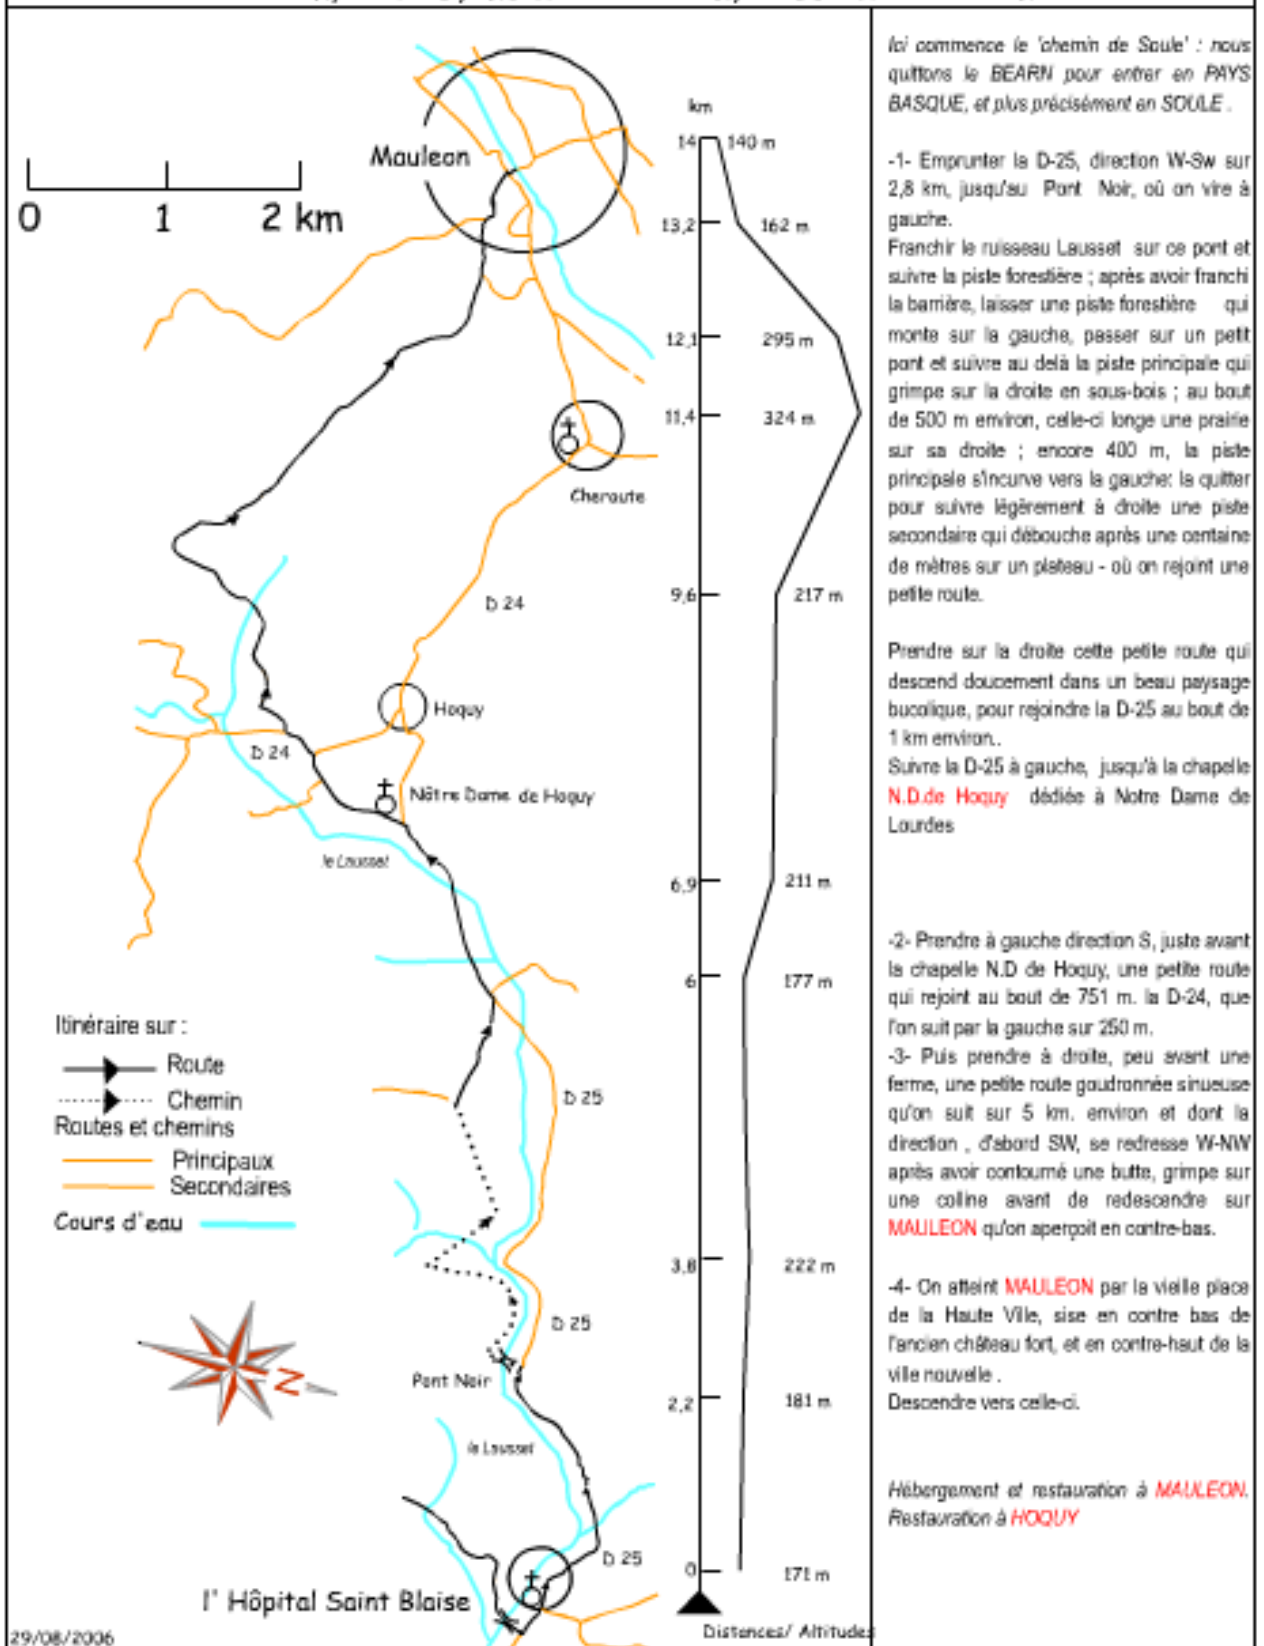 Mauleon
0 1 2 km
Cheraute
D 24
Hoquy
D 24
Nôtre Dame de Hoquy
le Lausset
D 25
D 25
Pont Noir
le Lausset
D 25
l' Hôpital Saint Blaise
Itinéraire sur :
Route
Chemin
Routes et chemins
Principaux
Secondaires
Cours d'eau
N
29/08/2006
km
14 140 m
13,2 162 m
12,1 295 m
11,4 324 m
9,6 217 m
6,9 211 m
6 177 m
3,8 222 m
2,2 181 m
0 171 m
Distances/ Altitudes
Ici commence le 'chemin de Soule' : nous
quittons le BEARN pour entrer en PAYS
BASQUE, et plus précisément en SOULE .
-1- Emprunter la D-25, direction W-Sw sur
2,8 km, jusqu'au Pont Noir, où on vire à
gauche.
Franchir le ruisseau Lausset sur ce pont et
suivre la piste forestière ; après avoir franchi
la barrière, laisser une piste forestière qui
monte sur la gauche, passer sur un petit
pont et suivre au delà la piste principale qui
grimpe sur la droite en sous-bois ; au bout
de 500 m environ, celle-ci longe une prairie
sur sa droite ; encore 400 m, la piste
principale s'incurve vers la gauche: la quitter
pour suivre légèrement à droite une piste
secondaire qui débouche après une centaine
de mètres sur un plateau - où on rejoint une
petite route.
Prendre sur la droite cette petite route qui
descend doucement dans un beau paysage
bucolique, pour rejoindre la D-25 au bout de
1 km environ..
Suivre la D-25 à gauche, jusqu'à la chapelle
N.D.de Hoquy dédiée à Notre Dame de
Lourdes
-2- Prendre à gauche direction S, juste avant
la chapelle N.D de Hoquy, une petite route
qui rejoint au bout de 751 m. la D-24, que
l'on suit par la gauche sur 250 m.
-3- Puis prendre à droite, peu avant une
ferme, une petite route goudronnée sinueuse
qu'on suit sur 5 km. environ et dont la
direction , d'abord SW, se redresse W-NW
après avoir contourné une butte, grimpe sur
une colline avant de redescendre sur
MAULEON qu'on aperçoit en contre-bas.
-4- On atteint MAULEON par la vieille place
de la Haute Ville, sise en contre bas de
l'ancien château fort, et en contre-haut de la
ville nouvelle .
Descendre vers celle-ci.
Hébergement et restauration à MAULEON.
Restauration à HOQUY